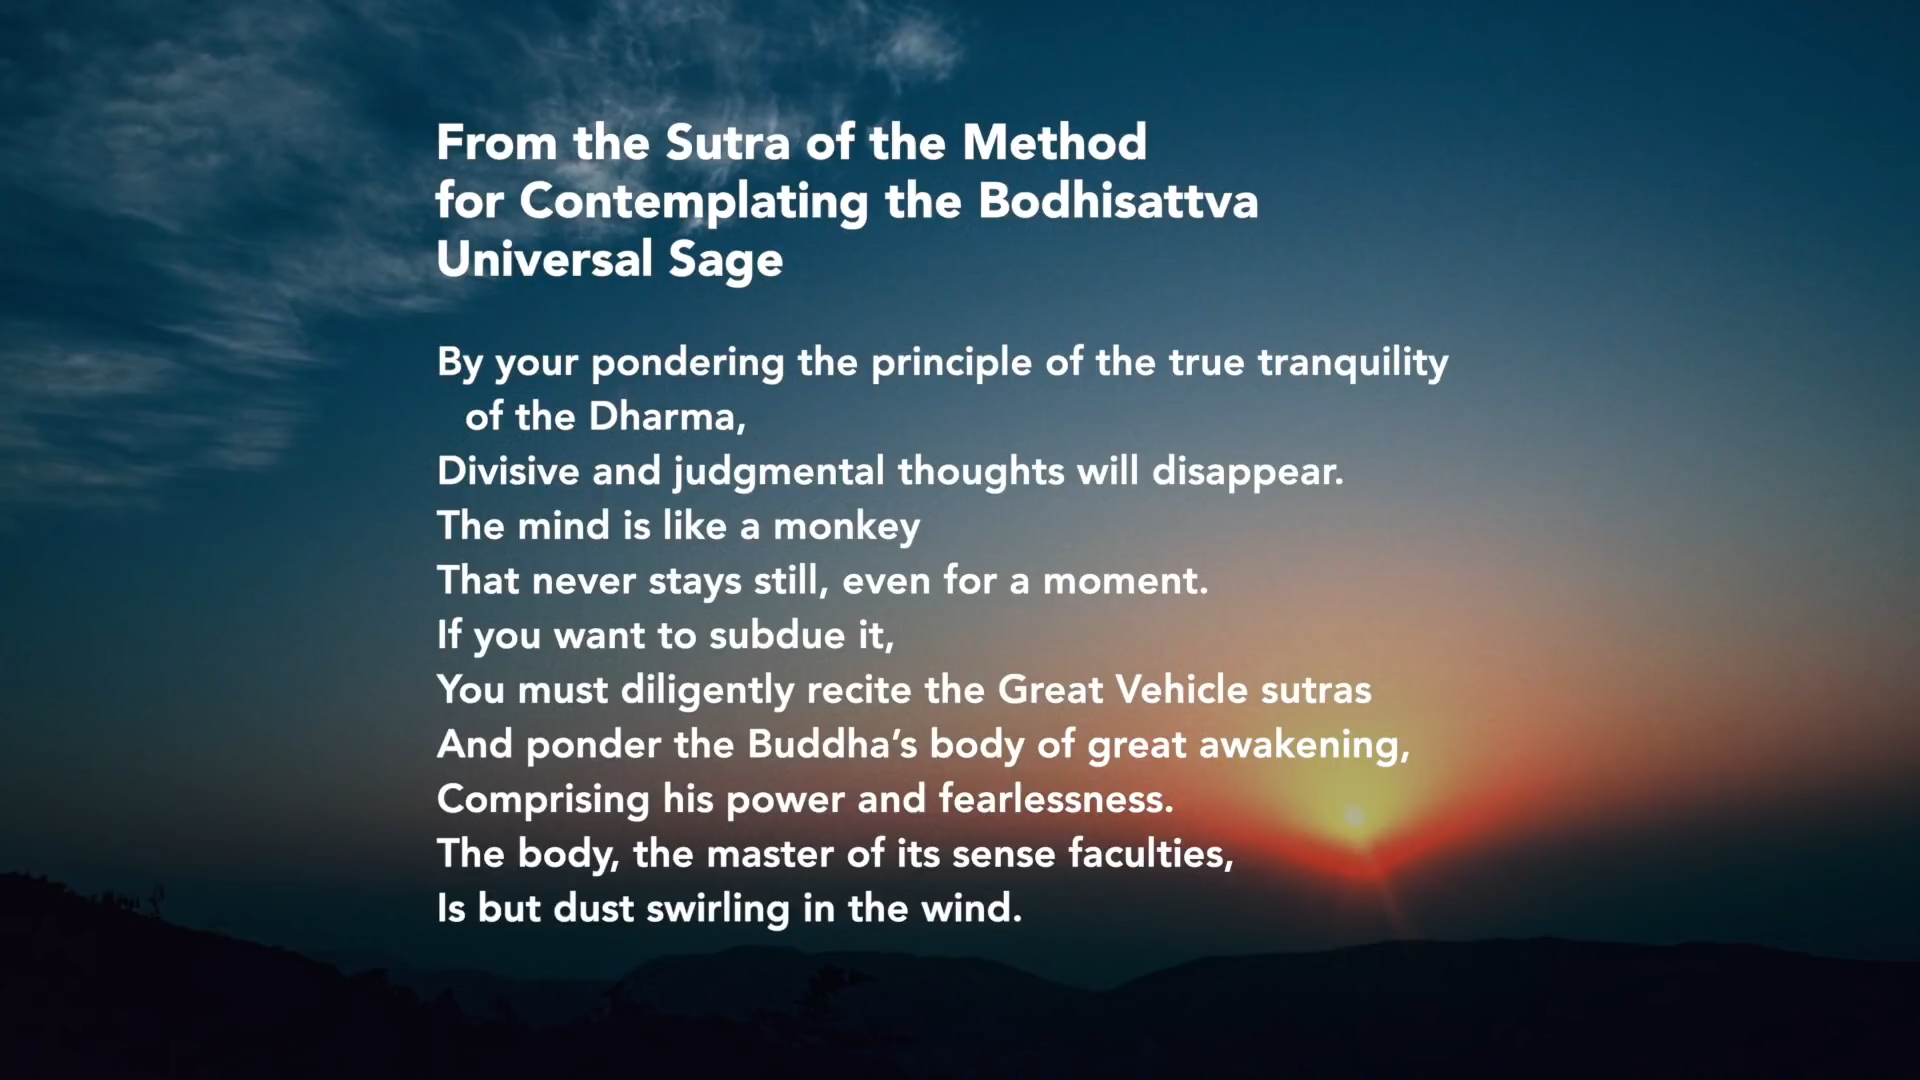 From the Sutra of the Method
for Contemplating the Bodhisattva
Universal Sage
By your pondering the principle of the true tranquility
of the Dharma,
Divisive and judgmental thoughts will disappear.
The mind is like a monkey
That never stays still, even for a moment.
If you want to subdue it,
You must diligently recite the Great Vehicle sutras
And ponder the Buddha’s body of great awakening,
Comprising his power and fearlessness.
The body, the master of its sense faculties,
Is but dust swirling in the wind.